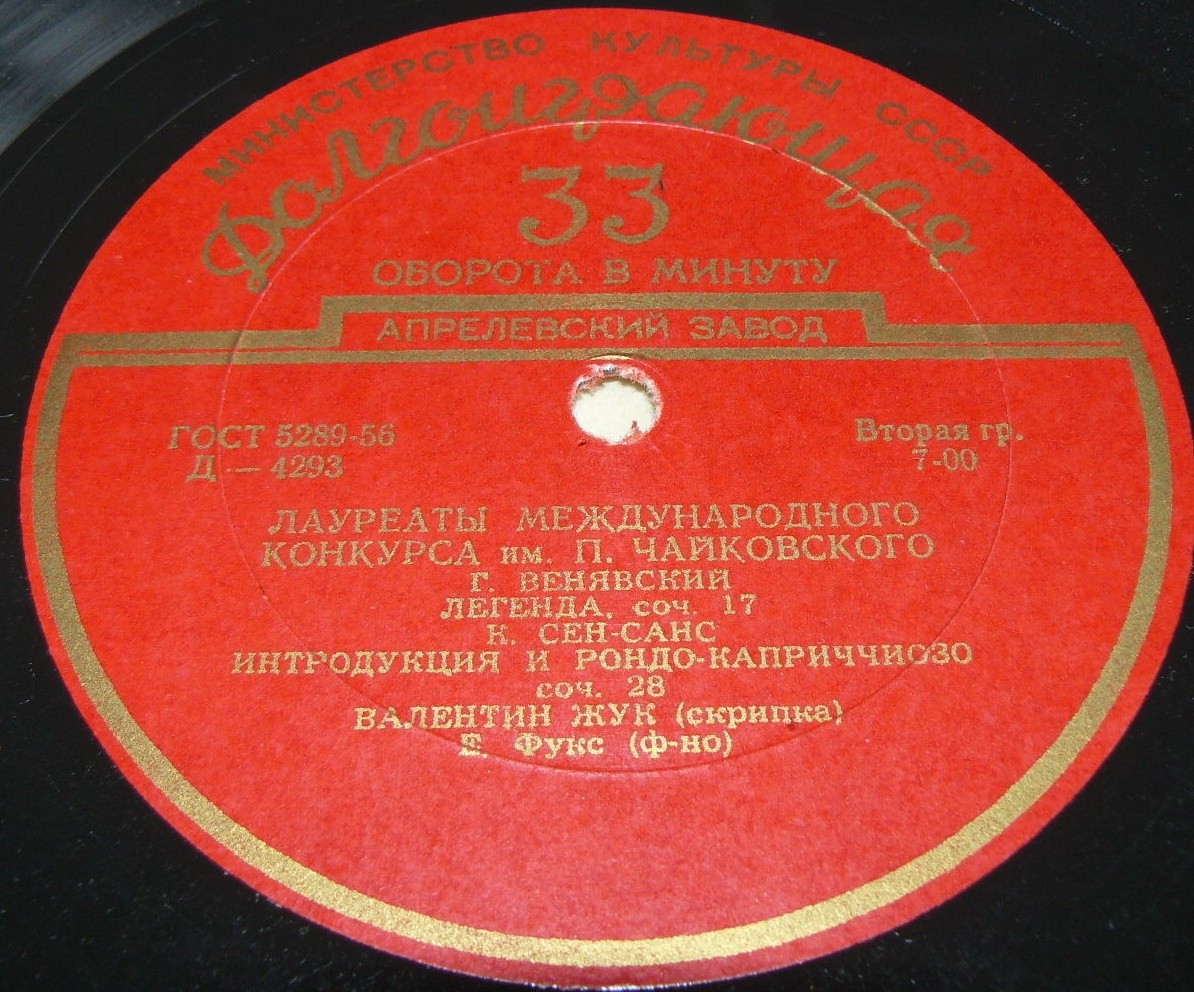 МИНИСТЕРСТВО КУЛЬТУРЫ СССР
Долгоиграющая
33
ОБОРОТА В МИНУТУ
АПРЕЛЕВСКИЙ ЗАВОД
ГОСТ 5289-56
Д — 4293
Вторая гр.
7-00
ЛАУРЕАТЫ МЕЖДУНАРОДНОГО
КОНКУРСА им. П. ЧАЙКОВСКОГО
Г. ВЕНЯВСКИЙ
ЛЕГЕНДА, соч. 17
К. СЕН-САНС
ИНТРОДУКЦИЯ И РОНДО-КАПРИЧЧИОЗО
соч. 28
ВАЛЕНТИН ЖУК (скрипка)
Е. Фукс (ф-но)